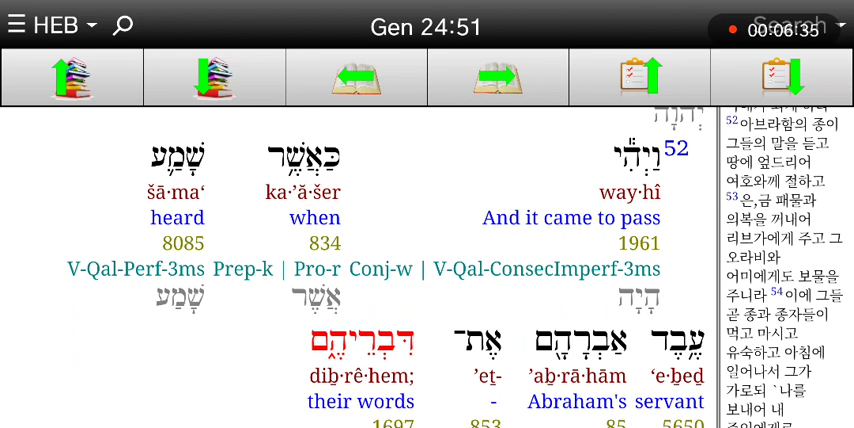 ☰ HEB
Gen 24:51
Search
00:06:35
יְהוָה
52 וַיְהִ֕י כַּאֲשֶׁ֥ר שָׁמַ֛ע
way·hî ka·’ă·šer šā·ma‘
And it came to pass when heard
1961 834 8085
V-Qal-Perf-3ms Prep-k | Pro-r Conj-w | V-Qal-ConsecImperf-3ms
הָיָה אֲשֶׁר שָׁמַע
עֶ֥בֶד אַבְרָהָ֖ם אֶת־ דִּבְרֵיהֶ֑ם
‘e·ḇeḏ ’aḇ·rā·hām ’eṯ- diḇ·rê·hem;
servant Abraham's - their words
5650 85 853 1697
52 아브라함의 종이
그들의 말을 듣고
땅에 엎드리어
여호와께 절하고
53 은,금 패물과
의복을 꺼내어
리브가에게 주고 그
오라비와
어미에게도 보물을
주니라 54 이에 그들
곧 종과 종자들이
먹고 마시고
유숙하고 아침에
일어나서 그가
가로되 `나를
보내어 내